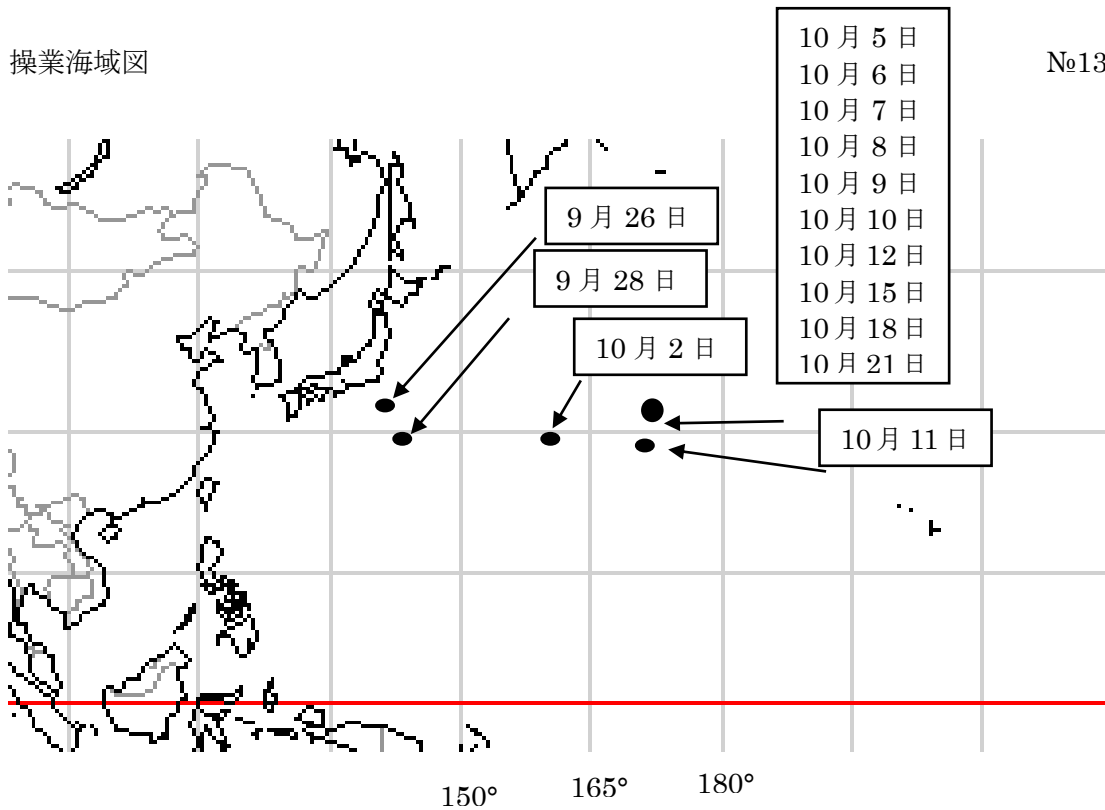 操業海域図
№13
10 月 5 日
10 月 6 日
10 月 7 日
10 月 8 日
10 月 9 日
10 月 10 日
10 月 12 日
10 月 15 日
10 月 18 日
10 月 21 日
9 月 26 日
9 月 28 日
10 月 2 日
10 月 11 日
150°
165°
180°